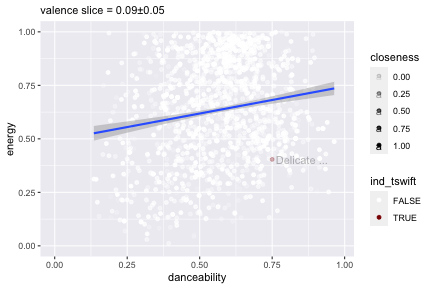 valence slice = 0.09±0.05
1.00
0.75
0.50
0.25
0.00
energy
Delicate ...
0.00
0.25
0.50
0.75
1.00
danceability
closeness
0.00
0.25
0.50
0.75
1.00
ind_tswift
FALSE
TRUE